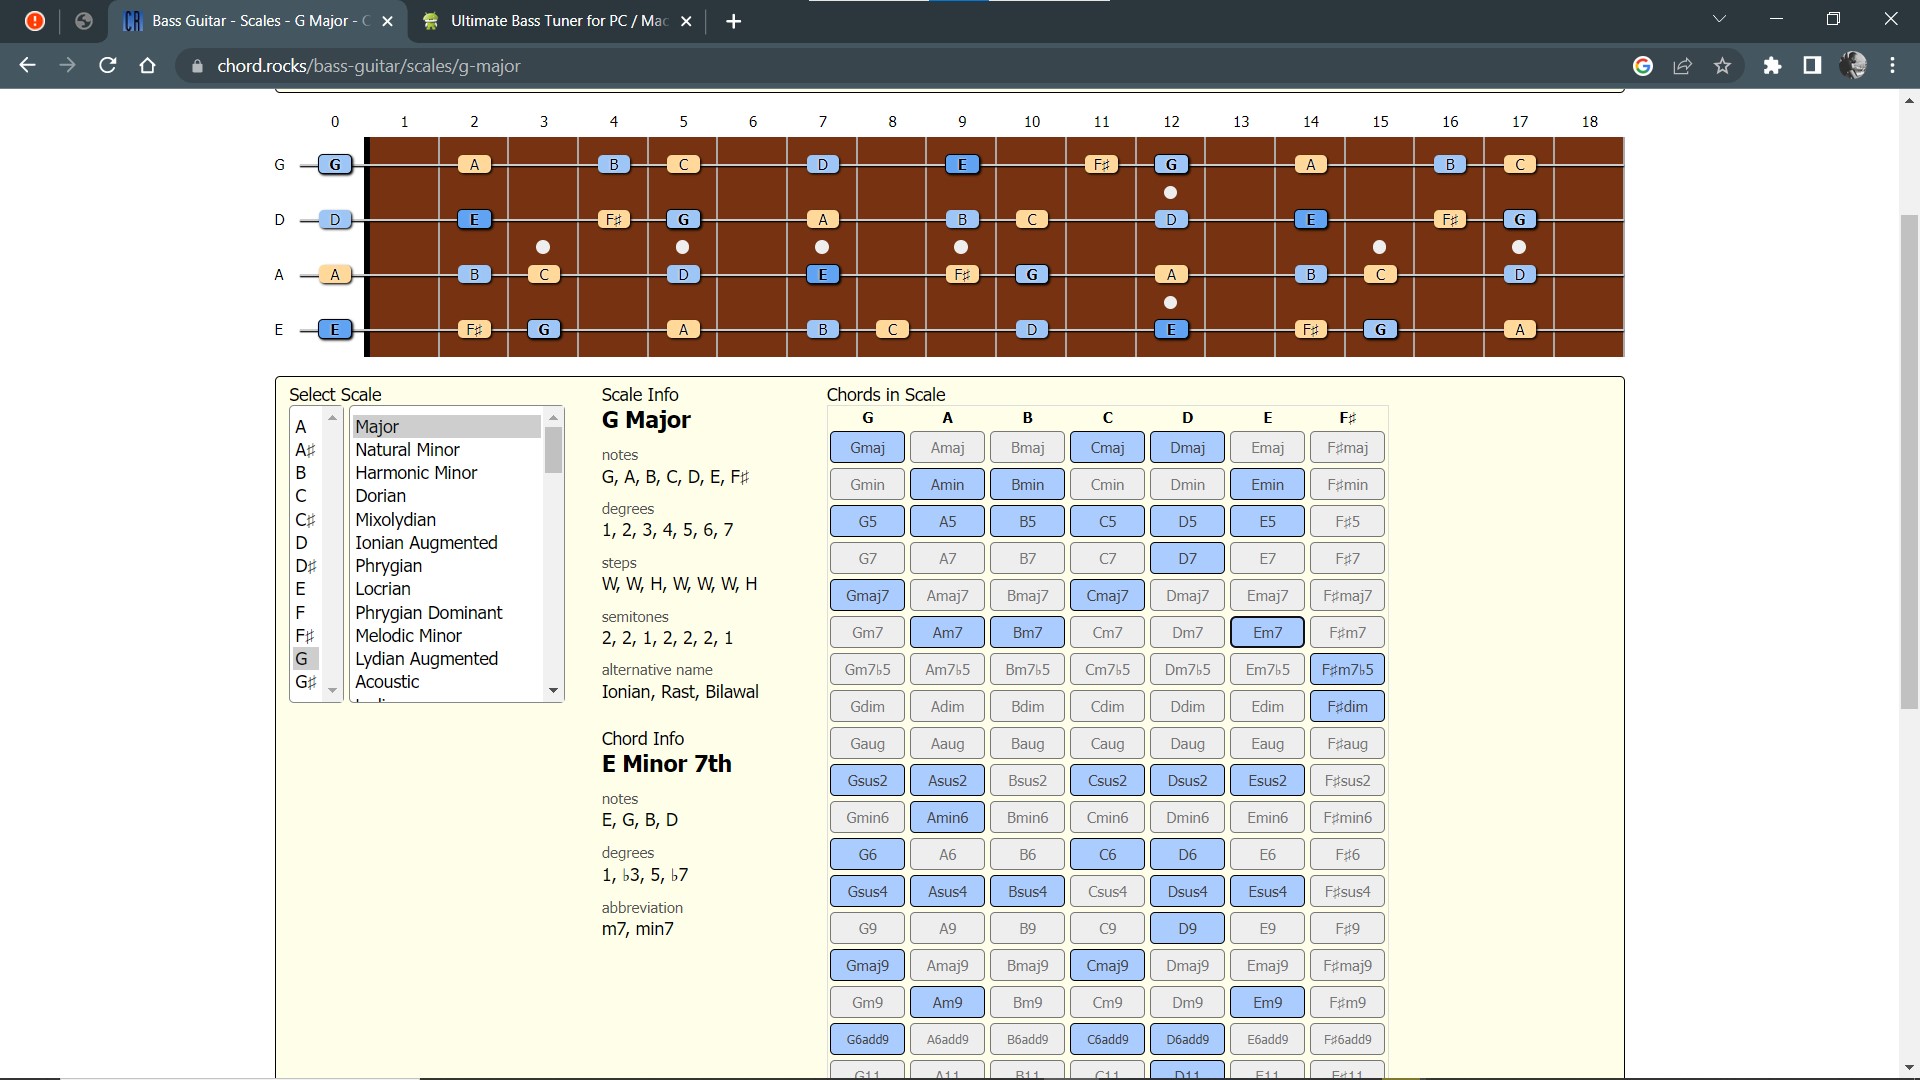 Bass Guitar - Scales - G Major - C
Ultimate Bass Tuner for PC / Mac
chord.rocks/bass-guitar/scales/g-major
0 1 2 3 4 5 6 7 8 9 10 11 12 13 14 15 16 17 18
G G A B C D E F♯ G A B C
D D E F♯ G A B C D E F♯ G
A A B C D E F♯ G A B C D
E E F♯ G A B C D E F♯ G A
Select Scale
A
A♯
B
C
C♯
D
D♯
E
F
F♯
G
G♯
Major
Natural Minor
Harmonic Minor
Dorian
Mixolydian
Ionian Augmented
Phrygian
Locrian
Phrygian Dominant
Melodic Minor
Lydian Augmented
Acoustic
Scale Info
G Major
notes
G, A, B, C, D, E, F♯
degrees
1, 2, 3, 4, 5, 6, 7
steps
W, W, H, W, W, W, H
semitones
2, 2, 1, 2, 2, 2, 1
alternative name
Ionian, Rast, Bilawal
Chord Info
E Minor 7th
notes
E, G, B, D
degrees
1, ♭3, 5, ♭7
abbreviation
m7, min7
Chords in Scale
G A B C D E F♯
Gmaj Amaj Bmaj Cmaj Dmaj Emaj F♯maj
Gmin Amin Bmin Cmin Dmin Emin F♯min
G5 A5 B5 C5 D5 E5 F♯5
G7 A7 B7 C7 D7 E7 F♯7
Gmaj7 Amaj7 Bmaj7 Cmaj7 Dmaj7 Emaj7 F♯maj7
Gm7 Am7 Bm7 Cm7 Dm7 Em7 F♯m7
Gm7♭5 Am7♭5 Bm7♭5 Cm7♭5 Dm7♭5 Em7♭5 F♯m7♭5
Gdim Adim Bdim Cdim Ddim Edim F♯dim
Gaug Aaug Baug Caug Daug Eaug F♯aug
Gsus2 Asus2 Bsus2 Csus2 Dsus2 Esus2 F♯sus2
Gmin6 Amin6 Bmin6 Cmin6 Dmin6 Emin6 F♯min6
G6 A6 B6 C6 D6 E6 F♯6
Gsus4 Asus4 Bsus4 Csus4 Dsus4 Esus4 F♯sus4
G9 A9 B9 C9 D9 E9 F♯9
Gmaj9 Amaj9 Bmaj9 Cmaj9 Dmaj9 Emaj9 F♯maj9
Gm9 Am9 Bm9 Cm9 Dm9 Em9 F♯m9
G6add9 A6add9 B6add9 C6add9 D6add9 E6add9 F♯6add9
G11 A11 B11 C11 D11 E11 F♯11